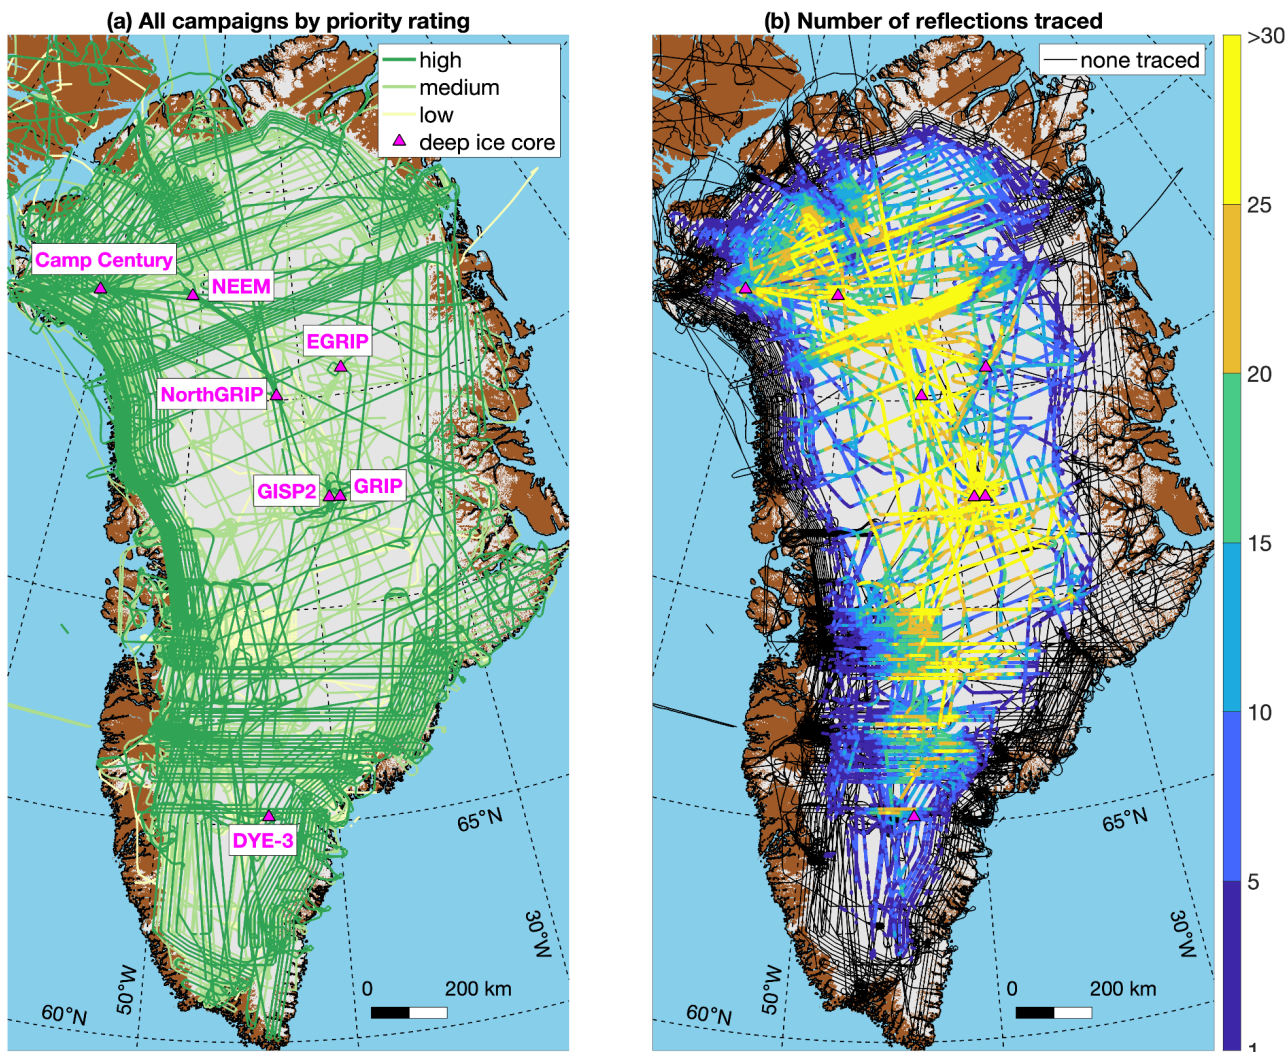 (a) All campaigns by priority rating
high
medium
low
deep ice core
Camp Century
NEEM
EGRIP
NorthGRIP
GISP2
GRIP
DYE-3
65°N
30°W
50°W
60°N
0 200 km
(b) Number of reflections traced
none traced
65°N
30°W
50°W
60°N
0 200 km
>30
25
20
15
10
5
1